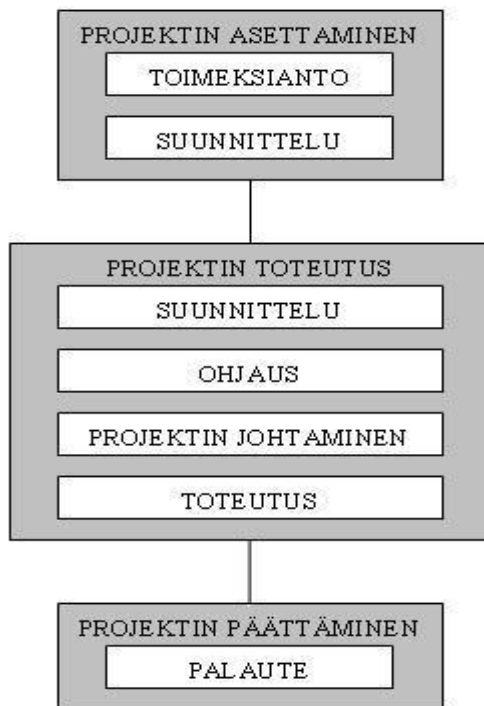 PROJEKTIN ASETTAMINEN
TOIMEKSIANTO
SUUNNITTELU
PROJEKTIN TOTEUTUS
SUUNNITTELU
OHJAUS
PROJEKTIN JOHTAMINEN
TOTEUTUS
PROJEKTIN PÄÄTTÄMINEN
PALAUTE